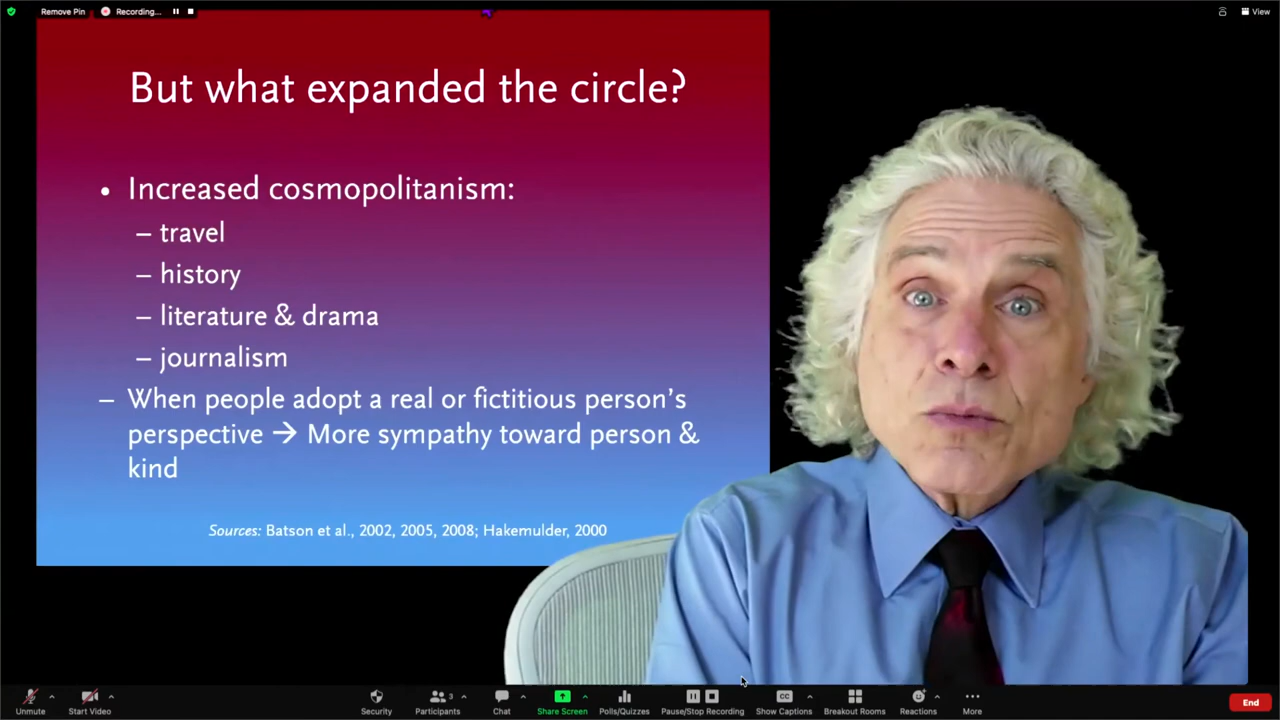 Remove Pin
Recording...
View
But what expanded the circle?
• Increased cosmopolitanism:
– travel
– history
– literature & drama
– journalism
– When people adopt a real or fictitious person's
perspective → More sympathy toward person &
kind
Sources: Batson et al., 2002, 2005, 2008; Hakemulder, 2000
Unmute
Start Video
Security
3
Participants
Chat
Share Screen
Polls/Quizzes
Pause/Stop Recording
CC
Show Captions
Breakout Rooms
Reactions
More
End